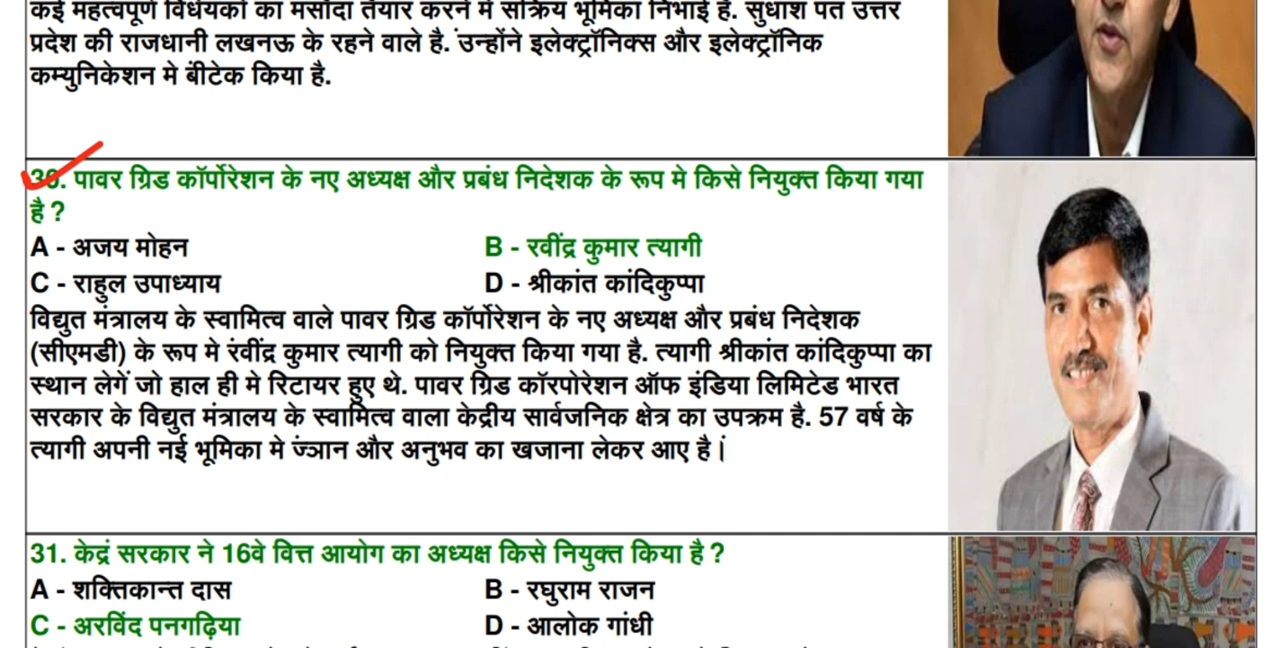 कई महत्वपूर्ण विधेयकों का मसौदा तैयार करने में सक्रिय भूमिका निभाई है. सुधांश पंत उत्तर
प्रदेश की राजधानी लखनऊ के रहने वाले है. उन्होंने इलेक्ट्रॉनिक्स और इलेक्ट्रॉनिक
कम्युनिकेशन मे बीटेक किया है.
30. पावर ग्रिड कॉर्पोरेशन के नए अध्यक्ष और प्रबंध निदेशक के रूप मे किसे नियुक्त किया गया
है ?
A - अजय मोहन
B - रवींद्र कुमार त्यागी
C - राहुल उपाध्याय
D - श्रीकांत कांदिकुप्पा
विद्युत मंत्रालय के स्वामित्व वाले पावर ग्रिड कॉर्पोरेशन के नए अध्यक्ष और प्रबंध निदेशक
(सीएमडी) के रूप मे रंवींद्र कुमार त्यागी को नियुक्त किया गया है. त्यागी श्रीकांत कांदिकुप्पा का
स्थान लेगें जो हाल ही मे रिटायर हुए थे. पावर ग्रिड कॉरपोरेशन ऑफ इंडिया लिमिटेड भारत
सरकार के विद्युत मंत्रालय के स्वामित्व वाला केद्रीय सार्वजनिक क्षेत्र का उपक्रम है. 57 वर्ष के
त्यागी अपनी नई भूमिका मे ज्ञान और अनुभव का खजाना लेकर आए है|
31. केद्रं सरकार ने 16वे वित्त आयोग का अध्यक्ष किसे नियुक्त किया है ?
A - शक्तिकान्त दास
B - रघुराम राजन
C - अरविंद पनगढ़िया
D - आलोक गांधी